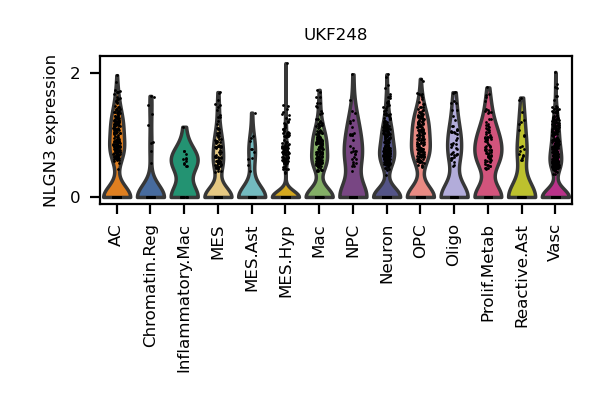 UKF248
NLGN3 expression
2
0
AC
Chromatin.Reg
Inflammatory.Mac
MES
MES.Ast
MES.Hyp
Mac
NPC
Neuron
OPC
Oligo
Prolif.Metab
Reactive.Ast
Vasc